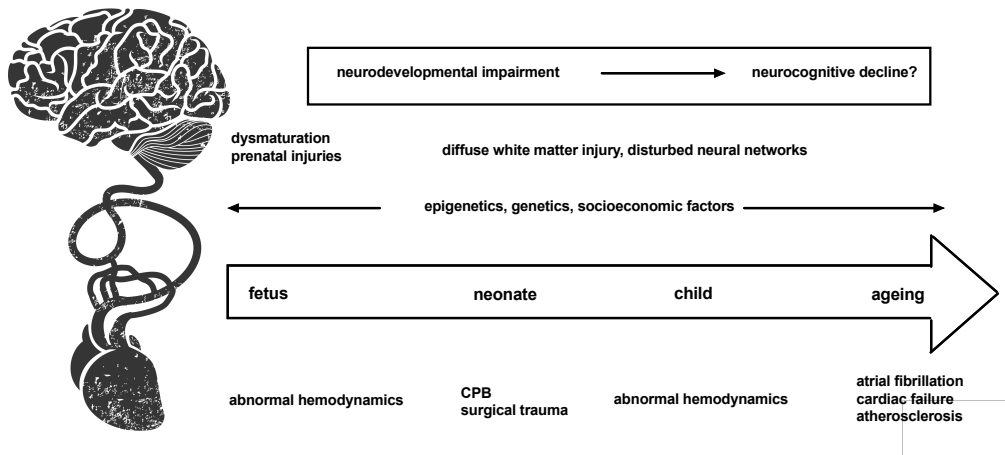 neurodevelopmental impairment neurocognitive decline?
dysmaturation
prenatal injuries
diffuse white matter injury, disturbed neural networks
epigenetics, genetics, socioeconomic factors
fetus neonate child ageing
abnormal hemodynamics
CPB
surgical trauma
abnormal hemodynamics
atrial fibrillation
cardiac failure
atherosclerosis